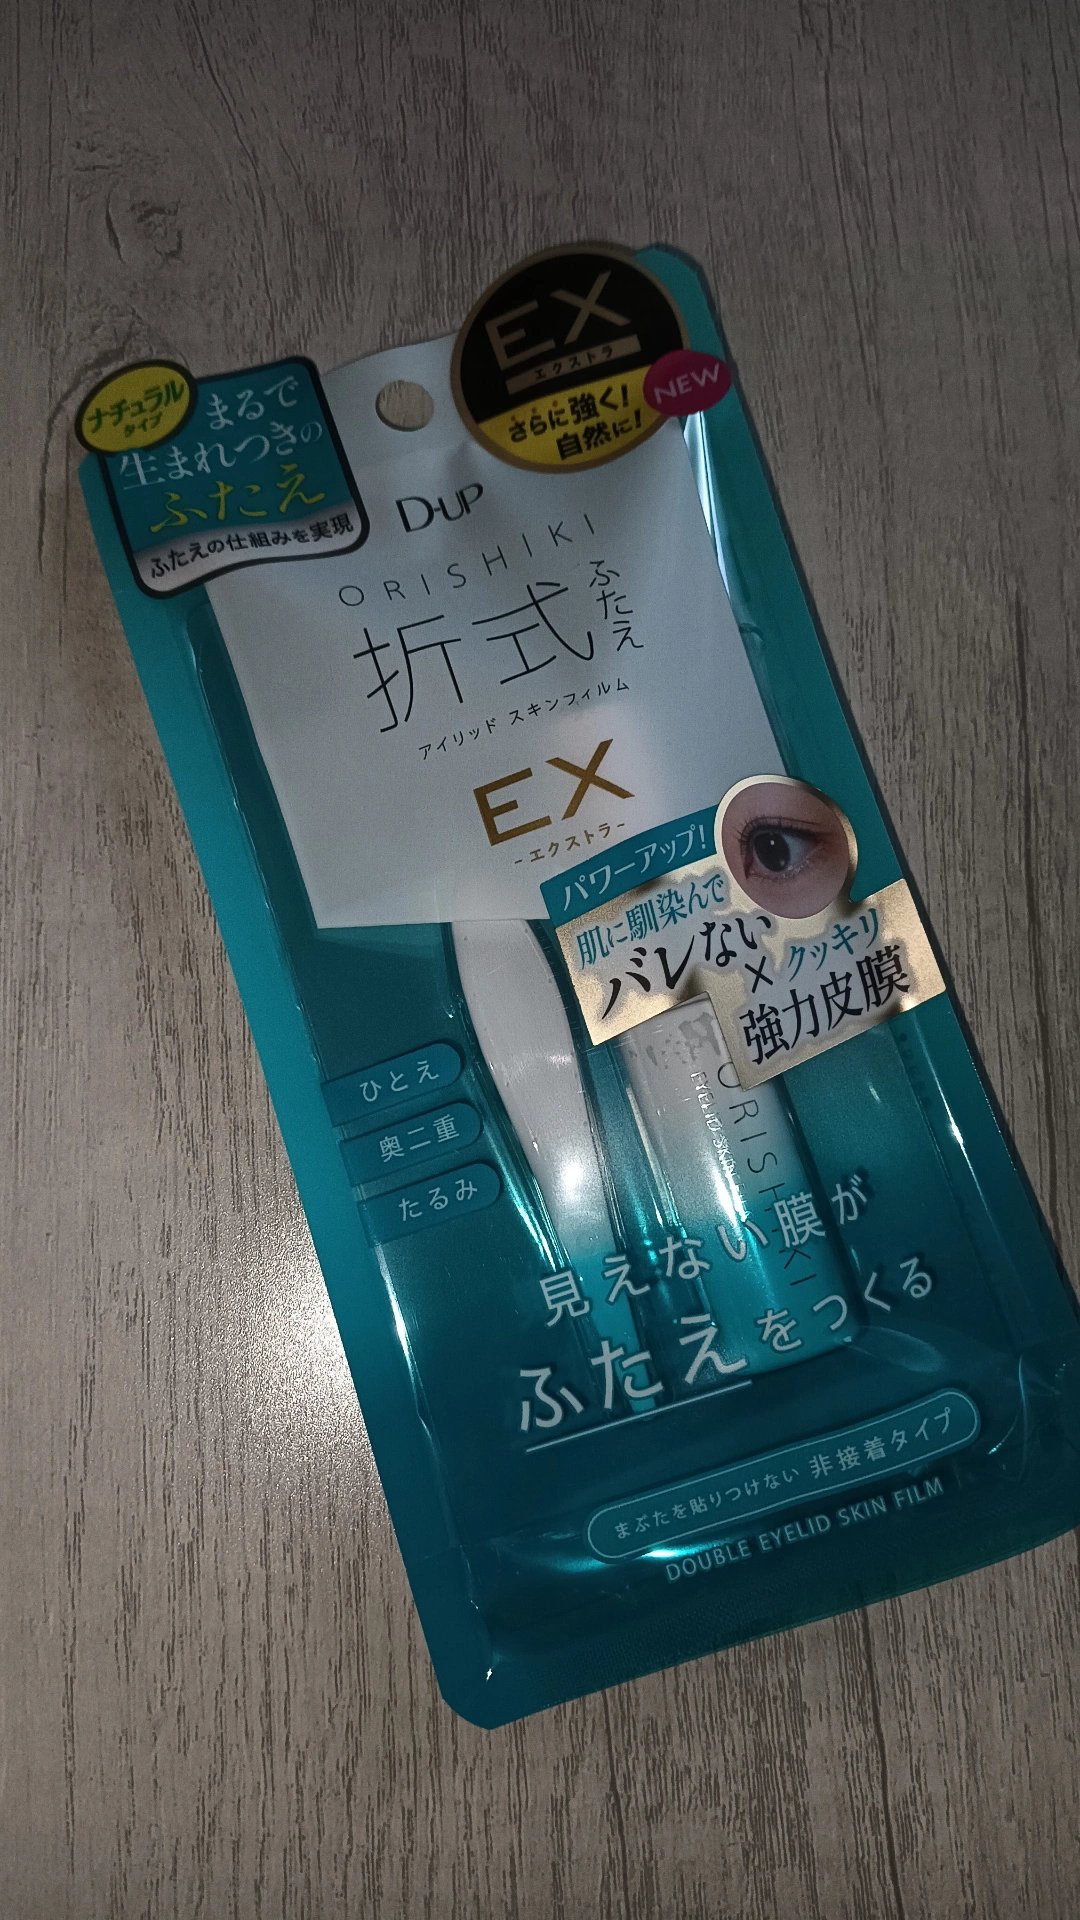 EX
エクストラ
さらに強く!
自然に!
NEW
ナチュラル
タイプ
まるで
生まれつきの
ふたえ
ふたえの仕組みを実現
D-UP
ORISHIKI
折式
ふたえ
アイリッド スキンフィルム
EX
-エクストラ-
パワーアップ!
肌に馴染んで
バレない
×
クッキリ
強力皮膜
ORISHIKI
ひとえ
奥二重
たるみ
見えない膜が
ふたえをつくる
まぶたを貼りつけない 非接着タイプ
DOUBLE EYELID SKIN FILM